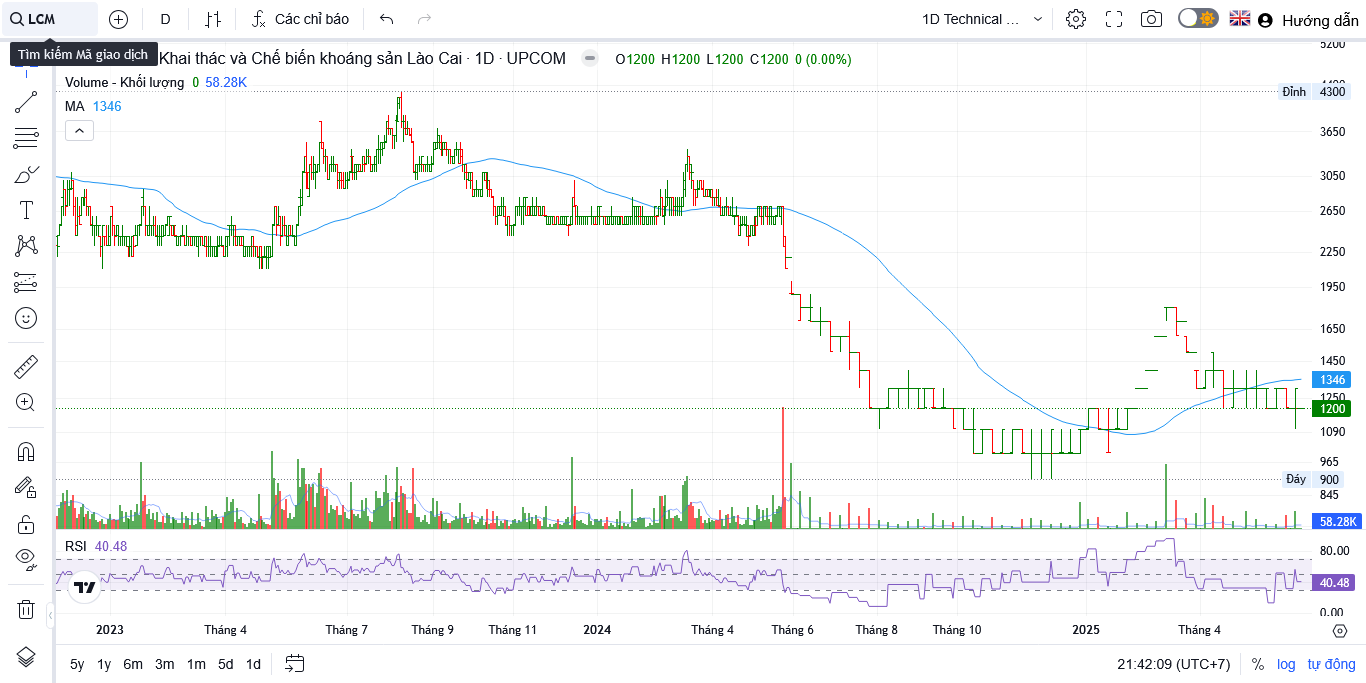 LCM
D
Các chỉ báo
1D Technical ...
Hướng dẫn
Tìm kiếm Mã giao dịch
Khai thác và Chế biến khoáng sản Lào Cai · 1D · UPCOM
O1200 H1200 L1200 C1200 0 (0.00%)
Volume - Khối lượng 0 58.28K
MA 1346
5200
Đỉnh 4300
3650
3050
2650
2250
1950
1650
1450
1346
1250
1200
1090
965
Đáy 900
845
58.28K
RSI 40.48
80.00
40.48
0.00
2023 Tháng 4 Tháng 7 Tháng 9 Tháng 11 2024 Tháng 4 Tháng 6 Tháng 8 Tháng 10 2025 Tháng 4
5y 1y 6m 3m 1m 5d 1d
21:42:09 (UTC+7) % log tự động